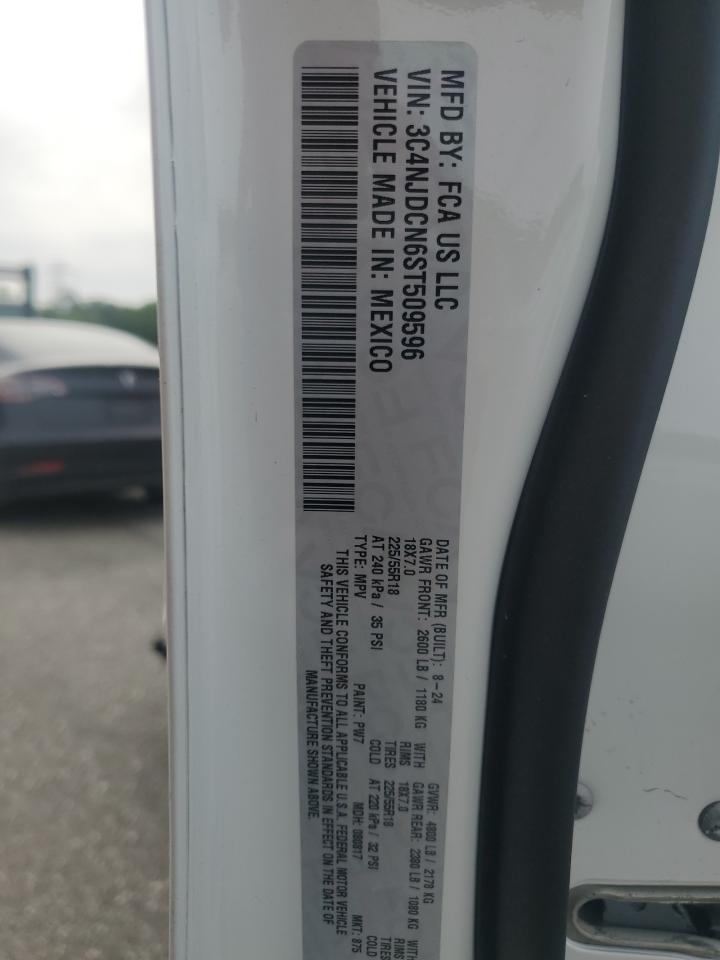 MFD BY: FCA US LLC
VIN: 3C4NJDCN6ST509596
VEHICLE MADE IN: MEXICO
DATE OF MFR (BUILT): 8-24 GVWR: 4800 LB / 2178 KG
GAWR FRONT: 2600 LB / 1180 KG WITH GAWR REAR: 2380 LB / 1080 KG
18X7.0 RIMS 18X7.0 RIMS
225/55R18 TIRES 225/55R18 TIRES
AT 240 kPa / 35 PSI COLD AT 220 kPa / 32 PSI COLD
TYPE: MPV PAINT: PW7 MDH: 080817 MKT: 875
THIS VEHICLE CONFORMS TO ALL APPLICABLE U.S.A. FEDERAL MOTOR VEHICLE
SAFETY AND THEFT PREVENTION STANDARDS IN EFFECT ON THE DATE OF
MANUFACTURE SHOWN ABOVE.